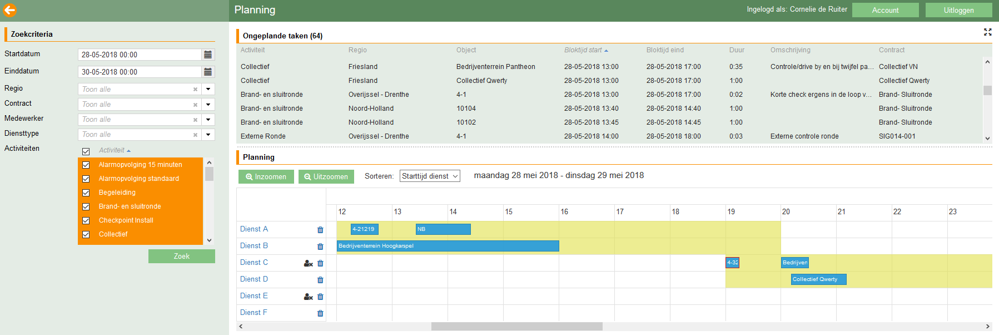 Planning
Ingelogd als: Cornelie de Ruiter
Account
Uitloggen
Zoekcriteria
Startdatum
28-05-2018 00:00
Einddatum
30-05-2018 00:00
Regio
Toon alle
Contract
Toon alle
Medewerker
Toon alle
Diensttype
Toon alle
Activiteiten
Activiteit
Alarmopvolging 15 minuten
Alarmopvolging standaard
Begeleiding
Brand- en sluitronde
Checkpoint Install
Collectief
Zoek
Ongeplande taken (64)
Activiteit Regio Object Bloktijd start Bloktijd eind Duur Omschrijving Contract
Collectief Friesland Bedrijventerrein Pantheon 28-05-2018 13:00 28-05-2018 17:00 0:35 Controle/drive by en bij twijfel pa... Collectief VN
Collectief Friesland Collectief Qwerty 28-05-2018 13:00 28-05-2018 17:00 1:00 Collectief Qwerty
Brand- en sluitronde Overijssel - Drenthe 4-1 28-05-2018 13:00 28-05-2018 17:00 0:02 Korte check ergens in de loop v... Brand- Sluitronde
Brand- en sluitronde Noord-Holland 10104 28-05-2018 13:40 28-05-2018 14:40 1:00 Brand- Sluitronde
Brand- en sluitronde Noord-Holland 10102 28-05-2018 13:45 28-05-2018 14:45 1:00 Brand- Sluitronde
Externe Ronde Overijssel - Drenthe 4-1 28-05-2018 14:00 28-05-2018 18:00 0:03 Externe controle ronde SIG014-001
Planning
Inzoomen Uitzoomen Sorteren: Starttijd dienst maandag 28 mei 2018 - dinsdag 29 mei 2018
12 13 14 15 16 17 18 19 20 21 22 23
Dienst A 4-21219 NB
Dienst B Bedrijventerrein Hoogkarspel
Dienst C 4-32 Bedrijven
Dienst D Collectief Qwerty
Dienst E
Dienst F